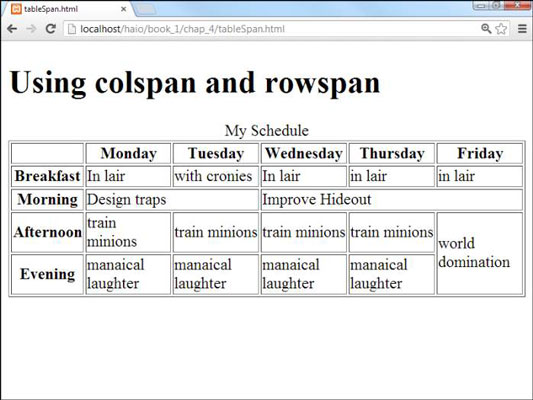 tableSpan.html
localhost/haio/book_1/chap_4/tableSpan.html
Using colspan and rowspan
My Schedule
Monday Tuesday Wednesday Thursday Friday
Breakfast In lair with cronies In lair in lair in lair
Morning Design traps Improve Hideout
Afternoon train minions train minions train minions train minions world domination
Evening manaical laughter manaical laughter manaical laughter manaical laughter